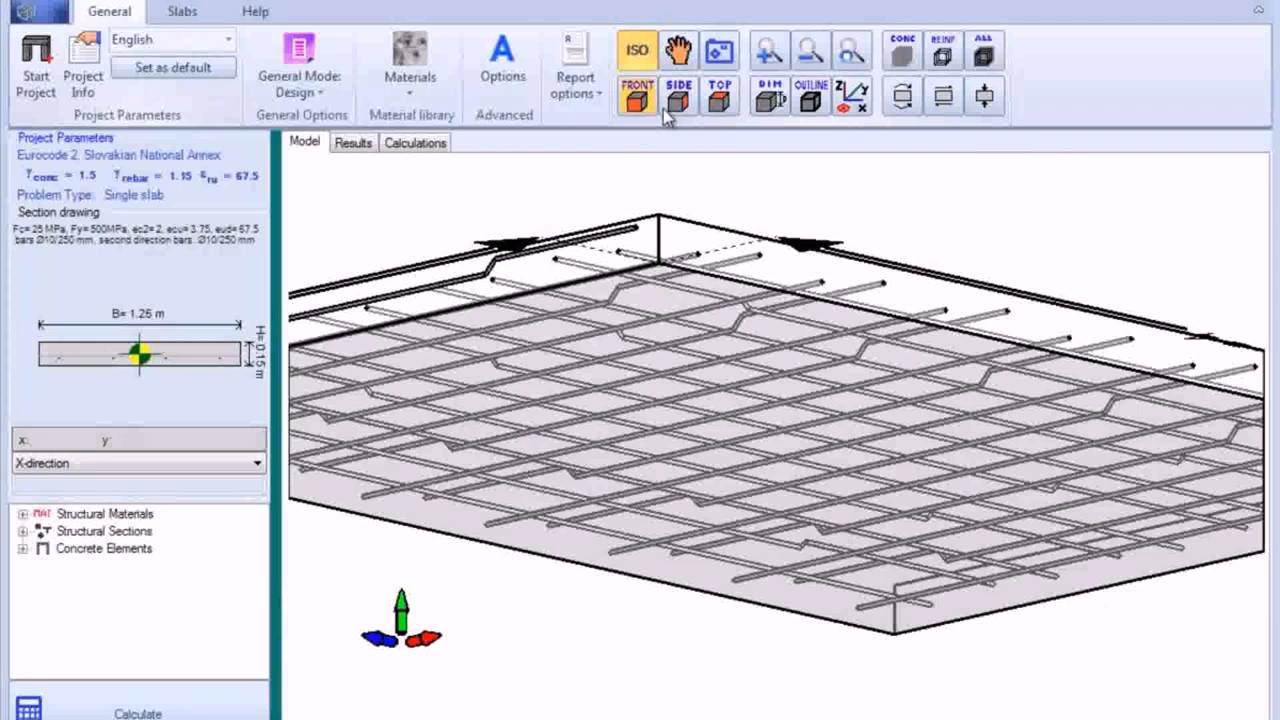 General Slabs Help
English
Set as default
Start Project
Project Info
Project Parameters
General Mode: Design
General Options
Materials
Material library
Options
Advanced
Report options
ISO
FRONT SIDE TOP
DIM OUTLINE
CONC REINF ALL
Model Results Calculations
Project Parameters
Eurocode 2. Slovakian National Annex
γconc = 1.5 γrebar = 1.15 εru = 67.5
Problem Type: Single slab
Section drawing
Fc= 25 MPa, Fy= 500MPa, ec2= 2, ecu= 3.75, eud= 67.5
bars Ø10/250 mm, second direction bars :Ø10/250 mm
B= 1.25 m
H= 0.15 m
x: y:
X-direction
MAT Structural Materials
Structural Sections
Concrete Elements
Calculate